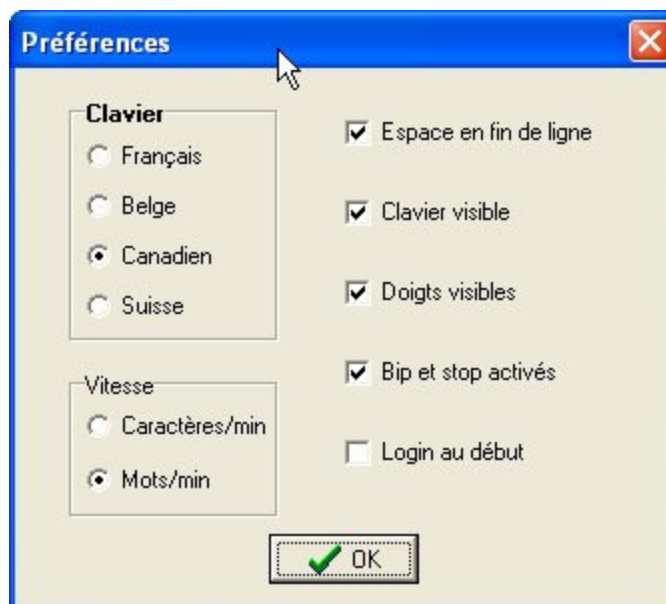 Préférences
Clavier
Français
Belge
Canadien
Suisse
Vitesse
Caractères/min
Mots/min
Espace en fin de ligne
Clavier visible
Doigts visibles
Bip et stop activés
Login au début
OK